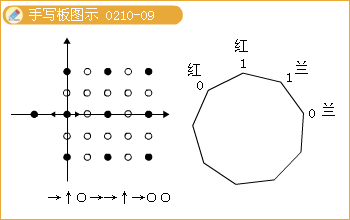 手写板图示 0210-09
红
1
红
0
1 兰
0 兰
→↑○→→↑→○○